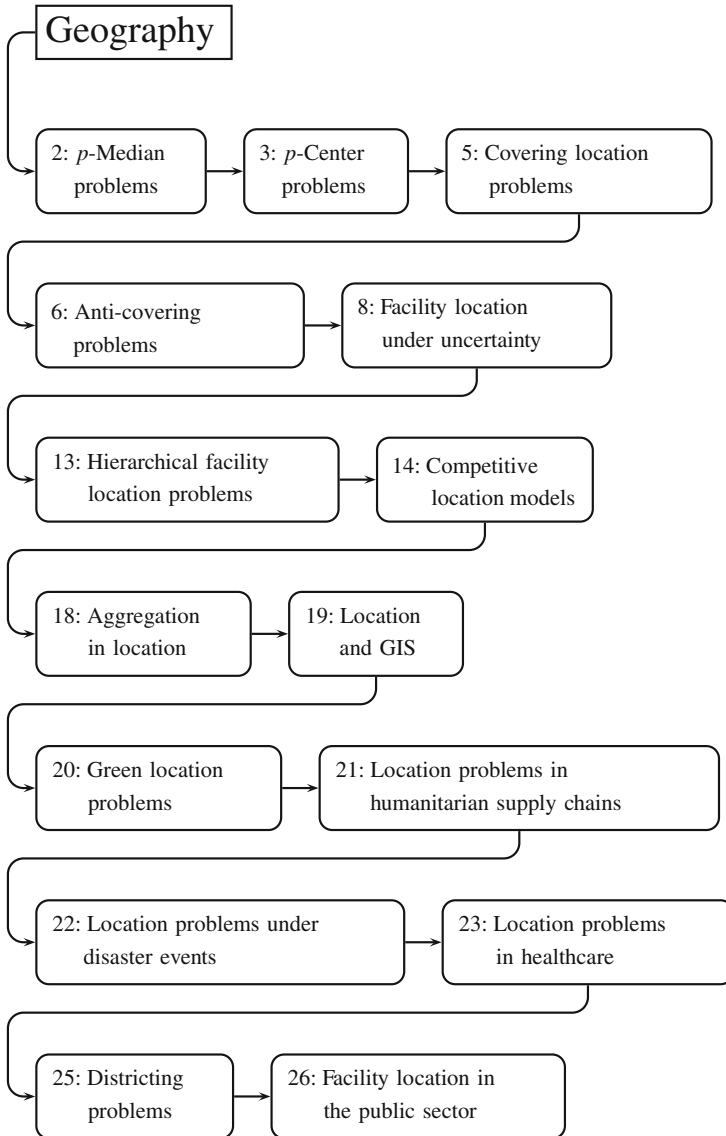 Geography
2: p-Median
problems
3: p-Center
problems
5: Covering location
problems
6: Anti-covering
problems
8: Facility location
under uncertainty
13: Hierarchical facility
location problems
14: Competitive
location models
18: Aggregation
in location
19: Location
and GIS
20: Green location
problems
21: Location problems in
humanitarian supply chains
22: Location problems under
disaster events
23: Location problems
in healthcare
25: Districting
problems
26: Facility location in
the public sector